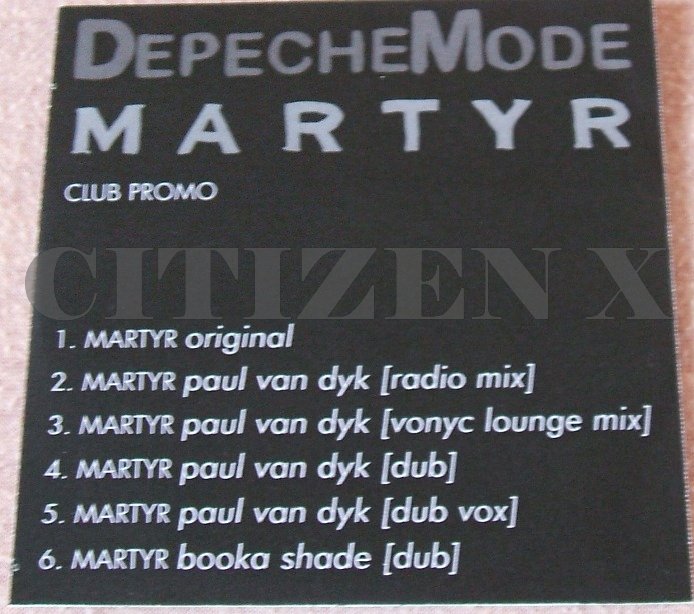 DEPECHE MODE
MARTYR
CLUB PROMO
CITIZEN X
1. MARTYR original
2. MARTYR paul van dyk [radio mix]
3. MARTYR paul van dyk [vonyc lounge mix]
4. MARTYR paul van dyk [dub]
5. MARTYR paul van dyk [dub vox]
6. MARTYR booka shade [dub]